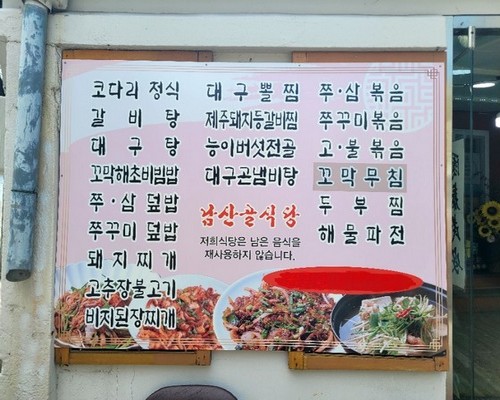 코다리 정식
갈비탕
대구탕
꼬막해초비빔밥
쭈·삼 덮밥
쭈꾸미 덮밥
돼지찌개
고추장불고기
비지된장찌개
대구뽈찜
제주돼지등갈비찜
능이버섯전골
대구곤냄비탕
남산골식당
저희식당은 남은 음식을
재사용하지 않습니다.
쭈·삼 볶음
쭈꾸미볶음
고·불 볶음
꼬막무침
두부찜
해물파전